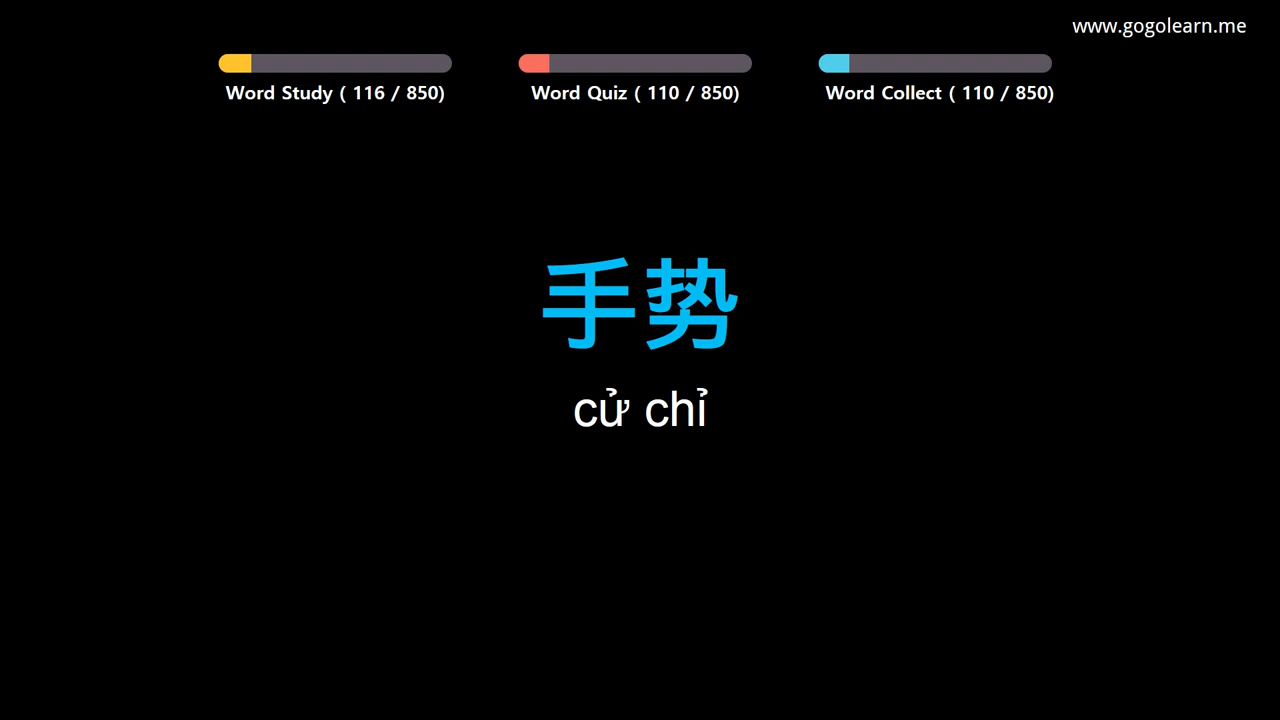 www.gogolearn.me
Word Study ( 116 / 850)
Word Quiz ( 110 / 850)
Word Collect ( 110 / 850)
手势
cử chỉ